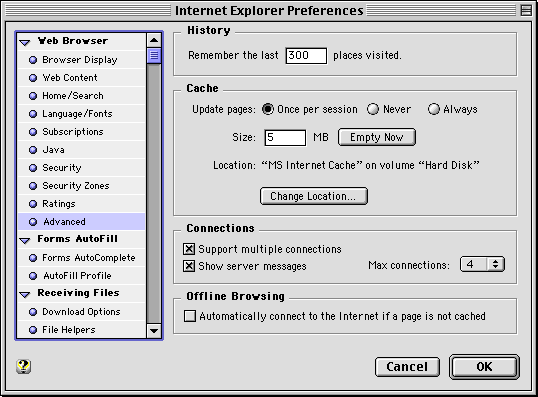 Internet Explorer Preferences
Web Browser
Browser Display
Web Content
Home/Search
Language/Fonts
Subscriptions
Java
Security
Security Zones
Ratings
Advanced
Forms AutoFill
Forms AutoComplete
AutoFill Profile
Receiving Files
Download Options
File Helpers
History
Remember the last 300 places visited.
Cache
Update pages: Once per session Never Always
Size: 5 MB Empty Now
Location: “MS Internet Cache” on volume “Hard Disk”
Change Location...
Connections
Support multiple connections
Show server messages Max connections: 4
Offline Browsing
Automatically connect to the Internet if a page is not cached
? Cancel OK